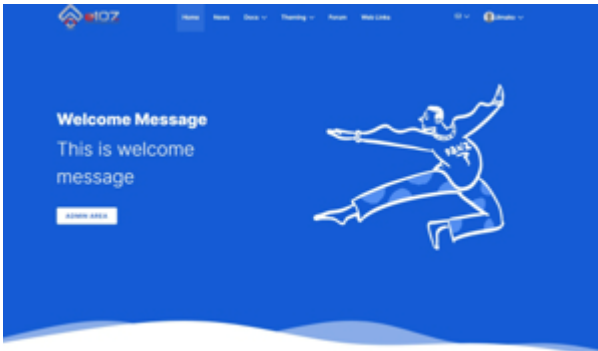 e107
Home News Docs Theming Forum Web Links
Welcome Message
This is welcome
message
ADMIN AREA